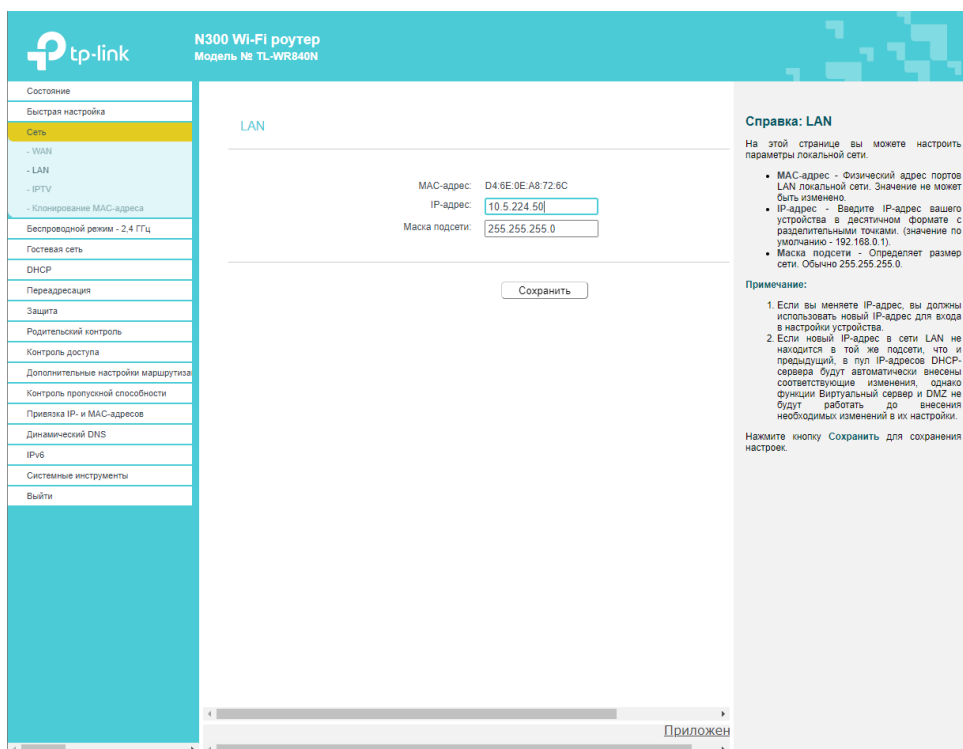 tp-link
N300 Wi-Fi роутер
Модель № TL-WR840N
Состояние
Быстрая настройка
Сеть
- WAN
- LAN
- IPTV
- Клонирование MAC-адреса
Беспроводной режим - 2,4 ГГц
Гостевая сеть
DHCP
Переадресация
Защита
Родительский контроль
Контроль доступа
Дополнительные настройки маршрутиза
Контроль пропускной способности
Привязка IP- и MAC-адресов
Динамический DNS
IPv6
Системные инструменты
Выйти
LAN
MAC-адрес: D4:6E:0E:A8:72:6C
IP-адрес: 10.5.224.50
Маска подсети: 255.255.255.0
Сохранить
Приложен
Справка: LAN
На этой странице вы можете настроить
параметры локальной сети.
• MAC-адрес - Физический адрес портов
LAN локальной сети. Значение не может
быть изменено.
• IP-адрес - Введите IP-адрес вашего
устройства в десятичном формате с
разделительными точками. (значение по
умолчанию - 192.168.0.1).
• Маска подсети - Определяет размер
сети. Обычно 255.255.255.0.
Примечание:
1. Если вы меняете IP-адрес, вы должны
использовать новый IP-адрес для входа
в настройки устройства.
2. Если новый IP-адрес в сети LAN не
находится в той же подсети, что и
предыдущий, в пул IP-адресов DHCP-
сервера будут автоматически внесены
соответствующие изменения, однако
функции Виртуальный сервер и DMZ не
будут работать до внесения
необходимых изменений в их настройки.
Нажмите кнопку Сохранить для сохранения
настроек.